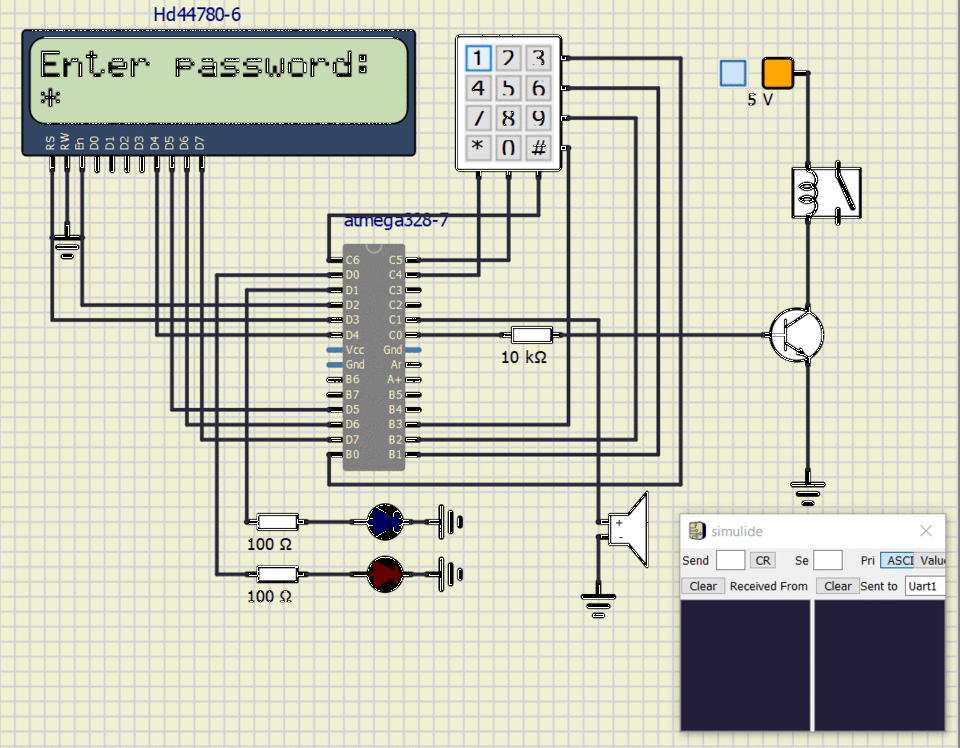 Hd44780-6
Enter password:
*
RS RW En D0 D1 D2 D3 D4 D5 D6 D7
1 2 3
4 5 6
7 8 9
* 0 #
5 V
atmega328-7
C6 C5
D0 C4
D1 C3
D2 C2
D3 C1
D4 C0
Vcc Gnd
Gnd Ar
B6 A+
B7 B5
D5 B4
D6 B3
D7 B2
B0 B1
10 kΩ
100 Ω
100 Ω
+
-
simulide
Send CR Se Pri ASCI Value
Clear Received From Clear Sent to Uart1